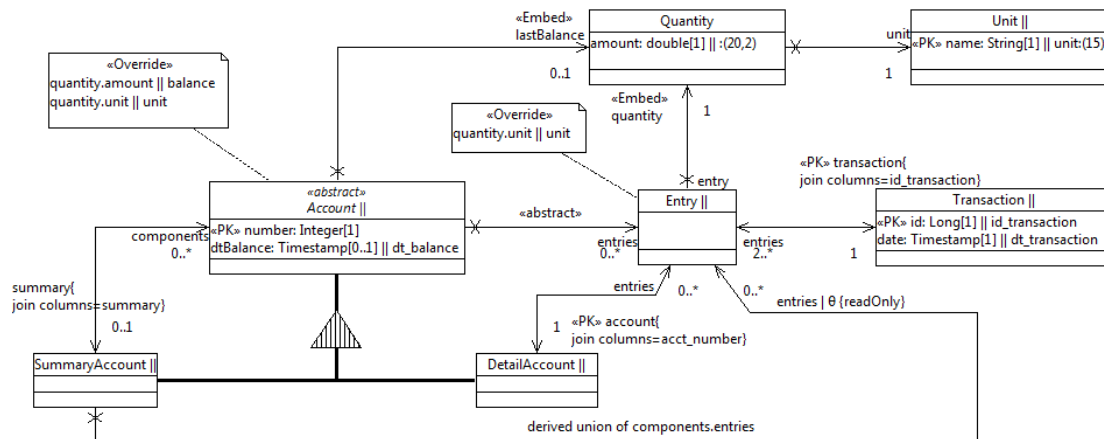 «Embed»
lastBalance
0..1
Quantity
amount: double[1] || :(20,2)
unit
1
Unit ||
«PK» name: String[1] || unit:(15)
«Override»
quantity.amount || balance
quantity.unit || unit
«Override»
quantity.unit || unit
«Embed»
quantity
1
entry
«abstract»
Account ||
«PK» number: Integer[1]
dtBalance: Timestamp[0..1] || dt_balance
components
0..*
«abstract»
entries
0..*
Entry ||
entries
2..*
«PK» transaction{
join columns=id_transaction}
1
Transaction ||
«PK» id: Long[1] || id_transaction
date: Timestamp[1] || dt_transaction
summary{
join columns=summary}
0..1
entries
0..*
0..*
entries | θ {readOnly}
1
«PK» account{
join columns=acct_number}
SummaryAccount ||
DetailAccount ||
derived union of components.entries